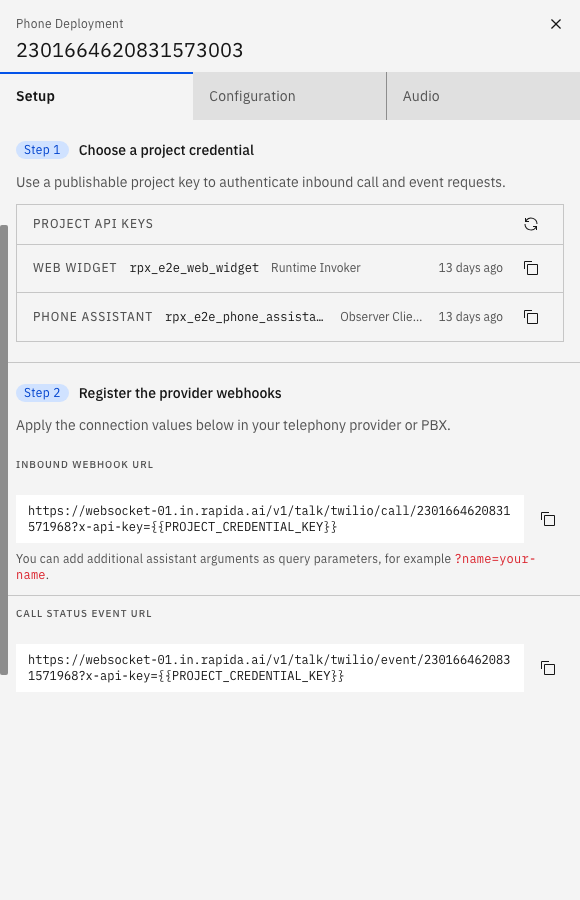 Phone Deployment
2301664620831573003
Setup
Configuration
Audio
Step 1 Choose a project credential
Use a publishable project key to authenticate inbound call and event requests.
PROJECT API KEYS
WEB WIDGET rpx_e2e_web_widget Runtime Invoker 13 days ago
PHONE ASSISTANT rpx_e2e_phone_assista… Observer Clie… 13 days ago
Step 2 Register the provider webhooks
Apply the connection values below in your telephony provider or PBX.
INBOUND WEBHOOK URL
https://websocket-01.in.rapida.ai/v1/talk/twilio/call/2301664620831
571968?x-api-key={{PROJECT_CREDENTIAL_KEY}}
You can add additional assistant arguments as query parameters, for example ?name=your-
name.
CALL STATUS EVENT URL
https://websocket-01.in.rapida.ai/v1/talk/twilio/event/230166462083
1571968?x-api-key={{PROJECT_CREDENTIAL_KEY}}